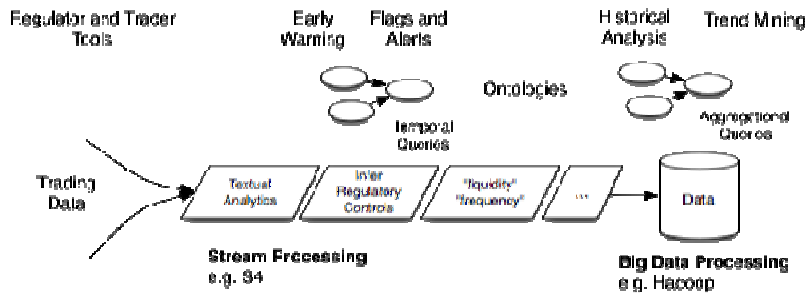 Regulator and Trader
Tools
Early
Warning
Flags and
Alerts
Historical
Analysis
Trend Mining
Ontologies
Temporal
Queries
Aggregational
Queries
Trading
Data
Textual
Analytics
Infer
Regulatory
Controls
"liquidity"
"frequency"
...
Data
Stream Processing
e.g. S4
Big Data Processing
e.g. Hadoop